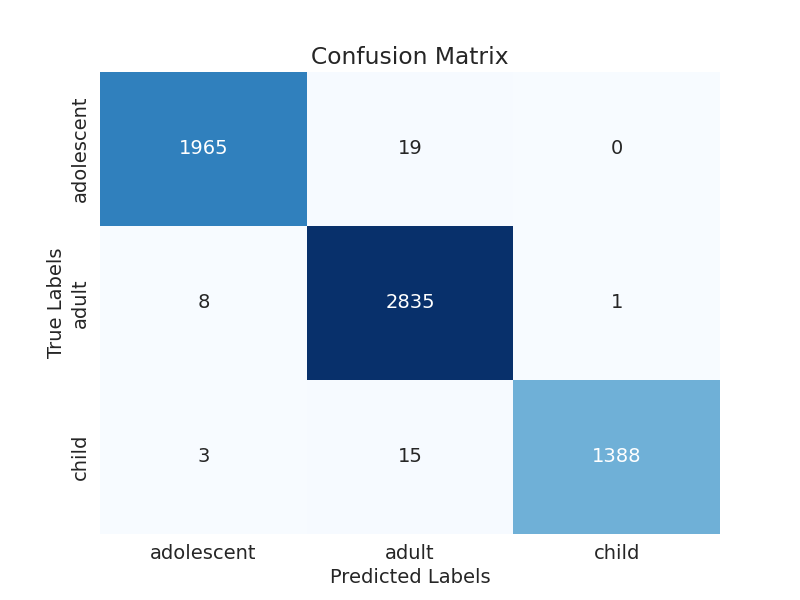 Confusion Matrix
adolescent
1965 19 0
True Labels
adult
8 2835 1
child
3 15 1388
adolescent adult child
Predicted Labels